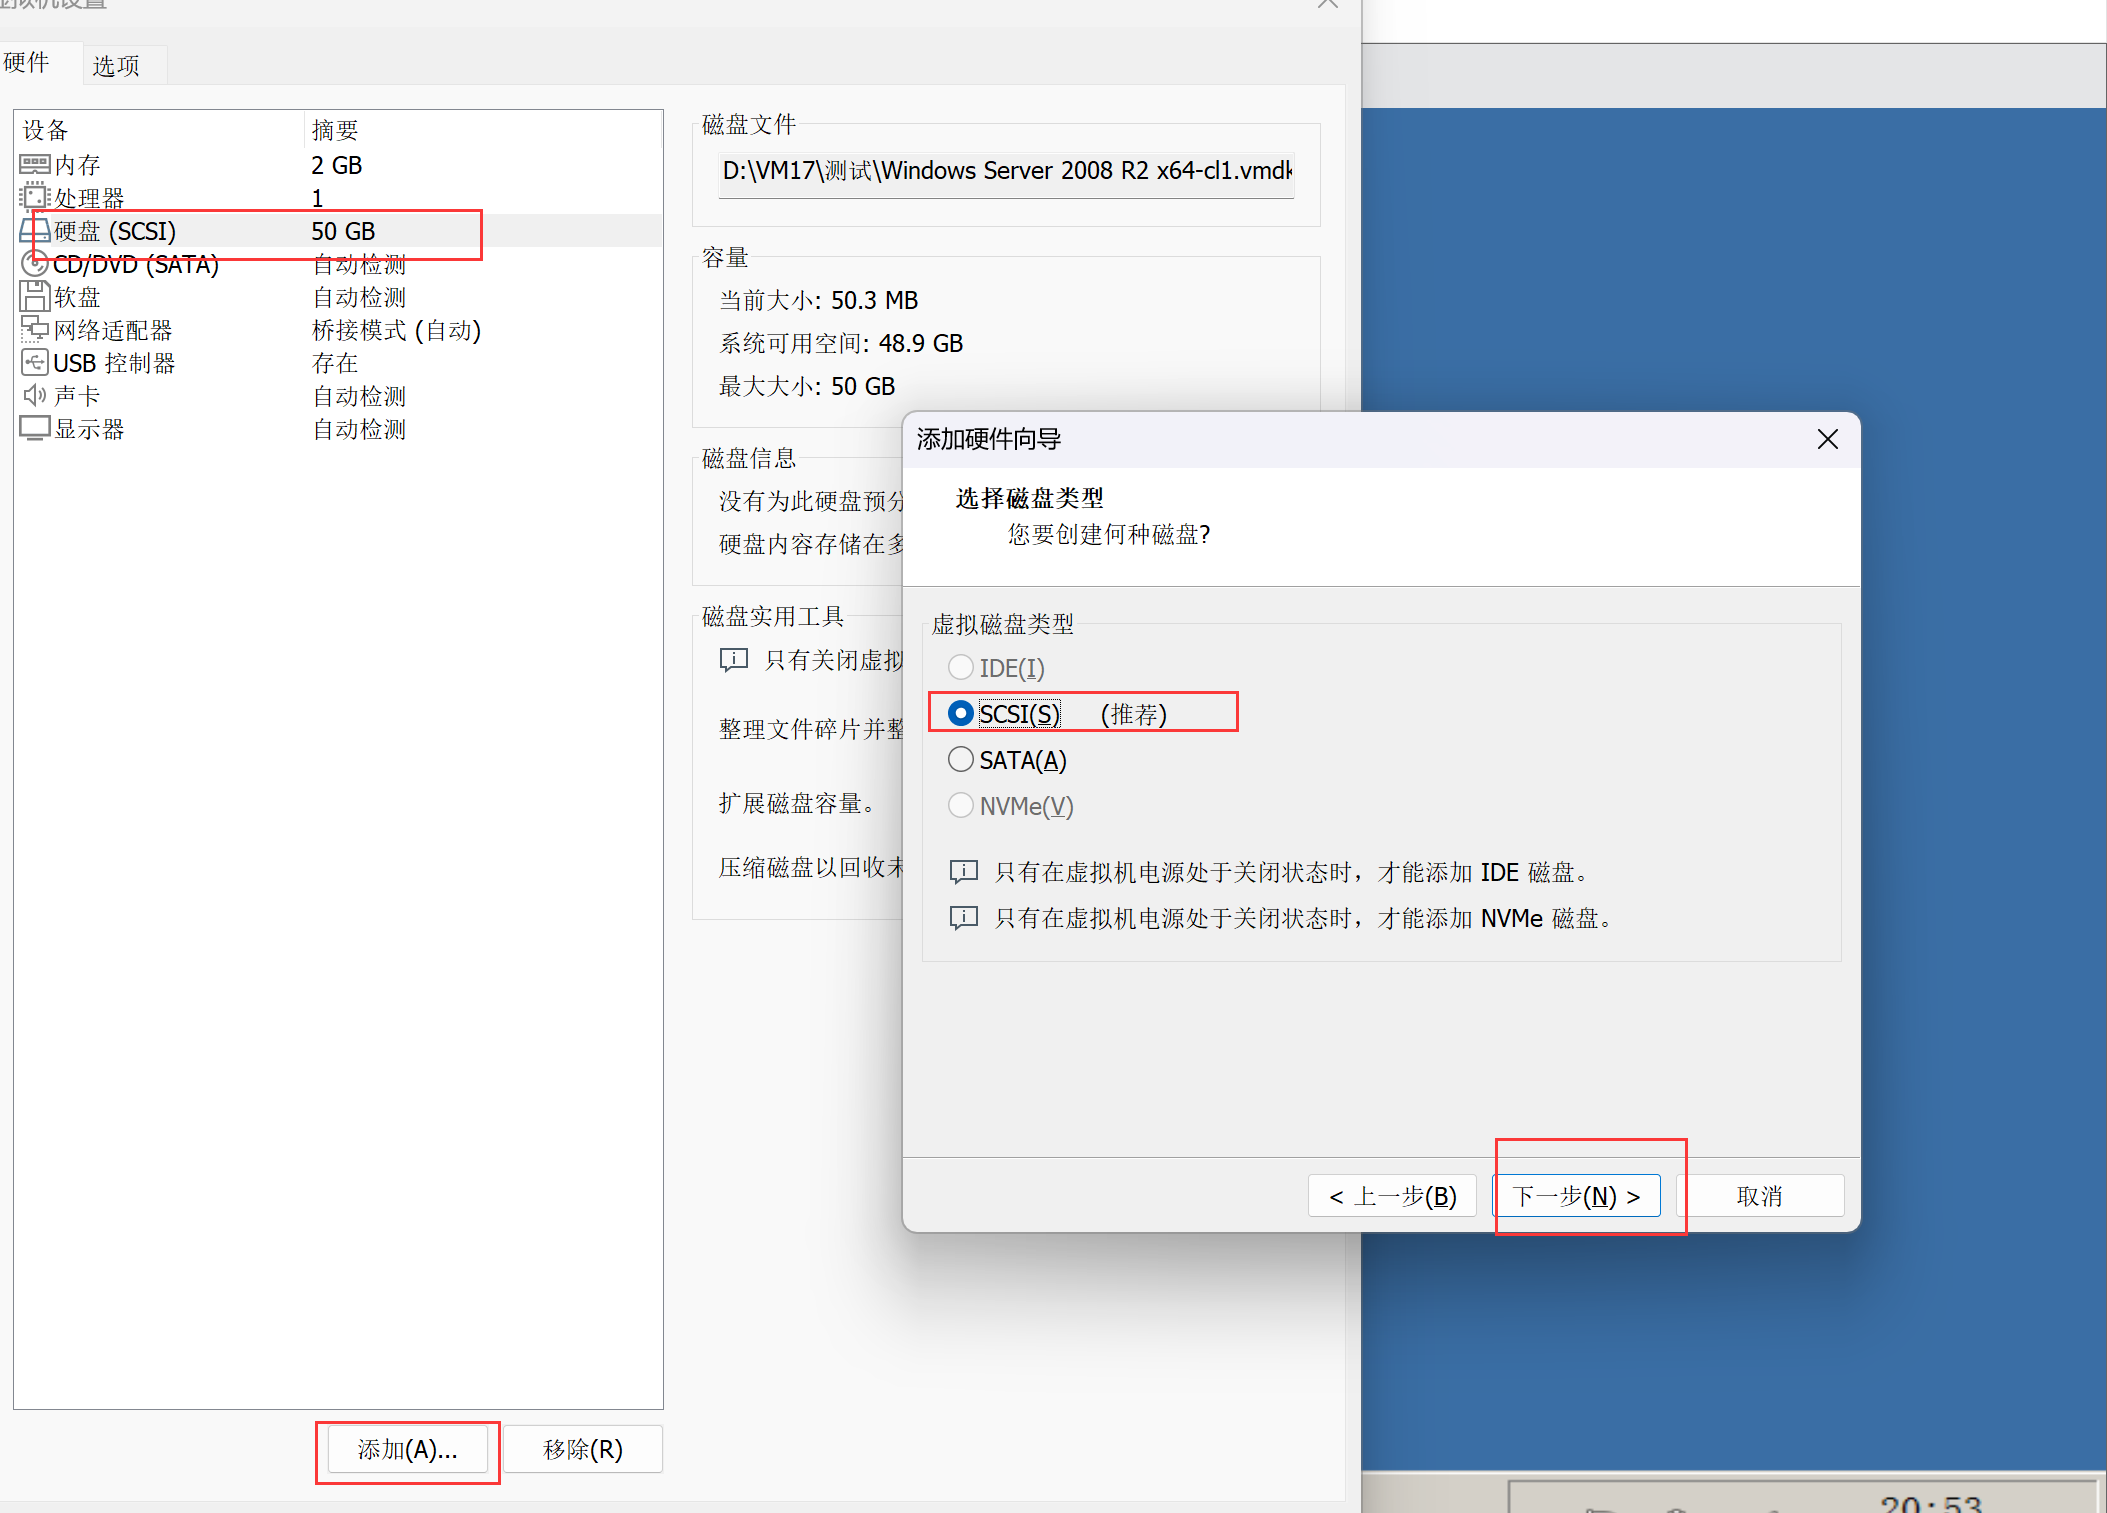 虚拟机设置
硬件
选项
设备 摘要
内存 2 GB
处理器 1
硬盘 (SCSI) 50 GB
CD/DVD (SATA) 自动检测
软盘 自动检测
网络适配器 桥接模式 (自动)
USB 控制器 存在
声卡 自动检测
显示器 自动检测
添加(A)...
移除(R)
磁盘文件
D:\VM17\测试\Windows Server 2008 R2 x64-cl1.vmdk
容量
当前大小: 50.3 MB
系统可用空间: 48.9 GB
最大大小: 50 GB
磁盘信息
没有为此硬盘预分
硬盘内容存储在多
磁盘实用工具
只有关闭虚拟
整理文件碎片并整
扩展磁盘容量。
压缩磁盘以回收未
添加硬件向导
选择磁盘类型
您要创建何种磁盘?
虚拟磁盘类型
IDE(I)
SCSI(S) (推荐)
SATA(A)
NVMe(V)
只有在虚拟机电源处于关闭状态时，才能添加 IDE 磁盘。
只有在虚拟机电源处于关闭状态时，才能添加 NVMe 磁盘。
< 上一步(B)
下一步(N) >
取消
20:53